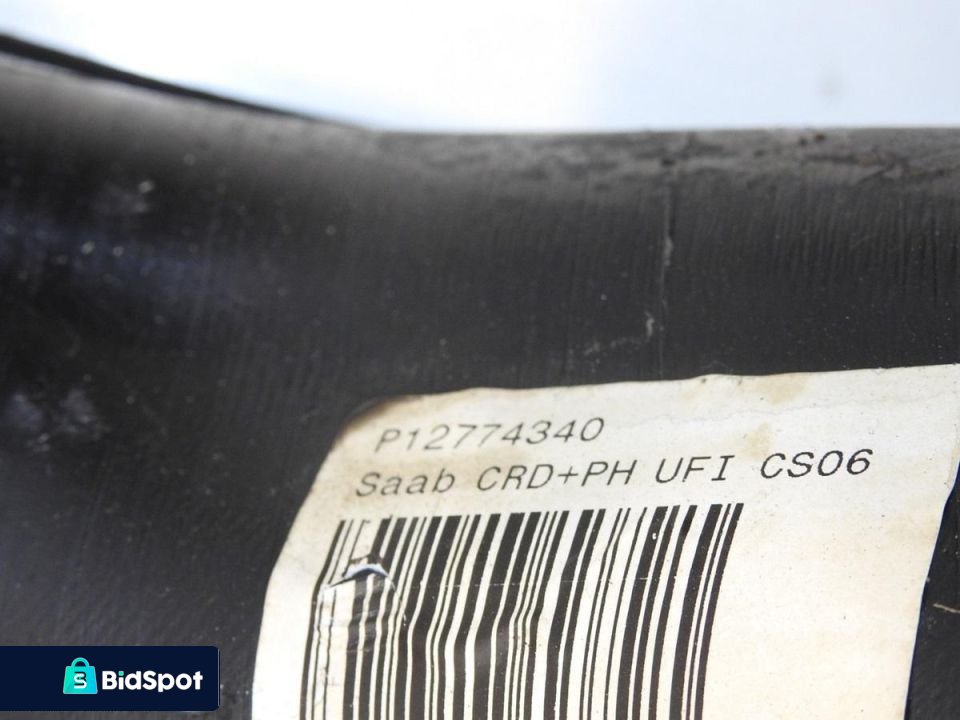 P12774340
Saab CRD+PH UFI CS06
BidSpot